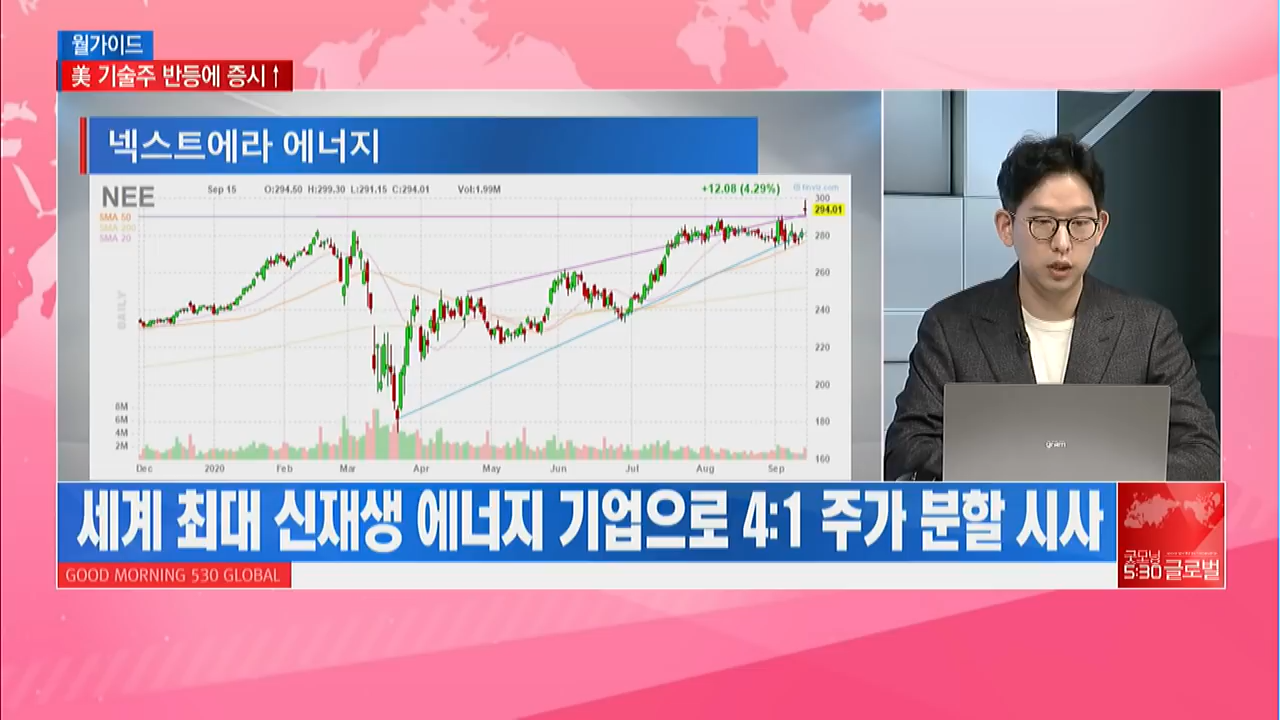 월가이드
美 기술주 반등에 증시↑
넥스트에라 에너지
NEE
Sep 15 O:294.50 H:299.30 L:291.15 C:294.01 Vol:1.99M
+12.08 (4.29%)
© finviz.com
SMA 50
SMA 200
SMA 20
DAILY
300
294.01
280
260
240
220
200
180
160
8M
6M
4M
2M
Dec 2020 Feb Mar Apr May Jun Jul Aug Sep
gram
세계 최대 신재생 에너지 기업으로 4:1 주가 분할 시사
GOOD MORNING 530 GLOBAL
굿모닝
5:30 글로벌